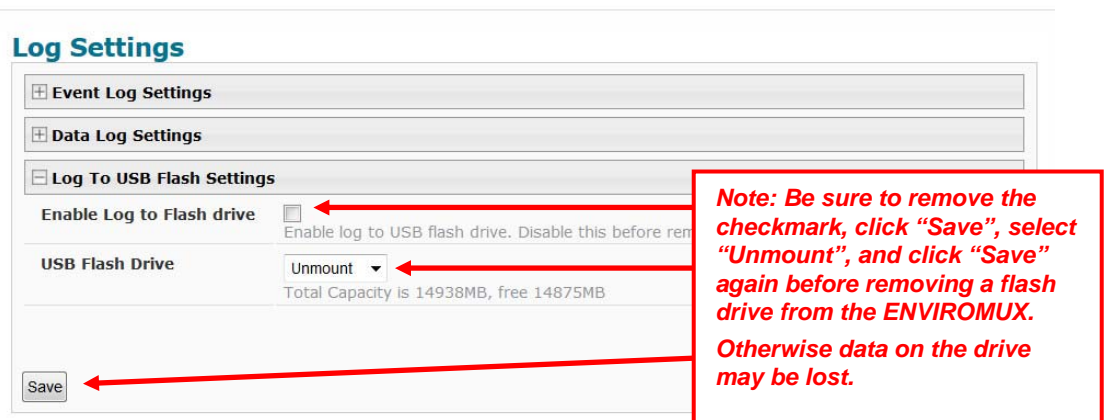 Log Settings
Event Log Settings
Data Log Settings
Log To USB Flash Settings
Enable Log to Flash drive
Enable log to USB flash drive. Disable this before
USB Flash Drive
Unmount
Total Capacity is 14938MB, free 14875MB
Save
Note: Be sure to remove the
checkmark, click “Save”, select
“Unmount”, and click “Save”
again before removing a flash
drive from the ENVIROMUX.
Otherwise data on the drive
may be lost.